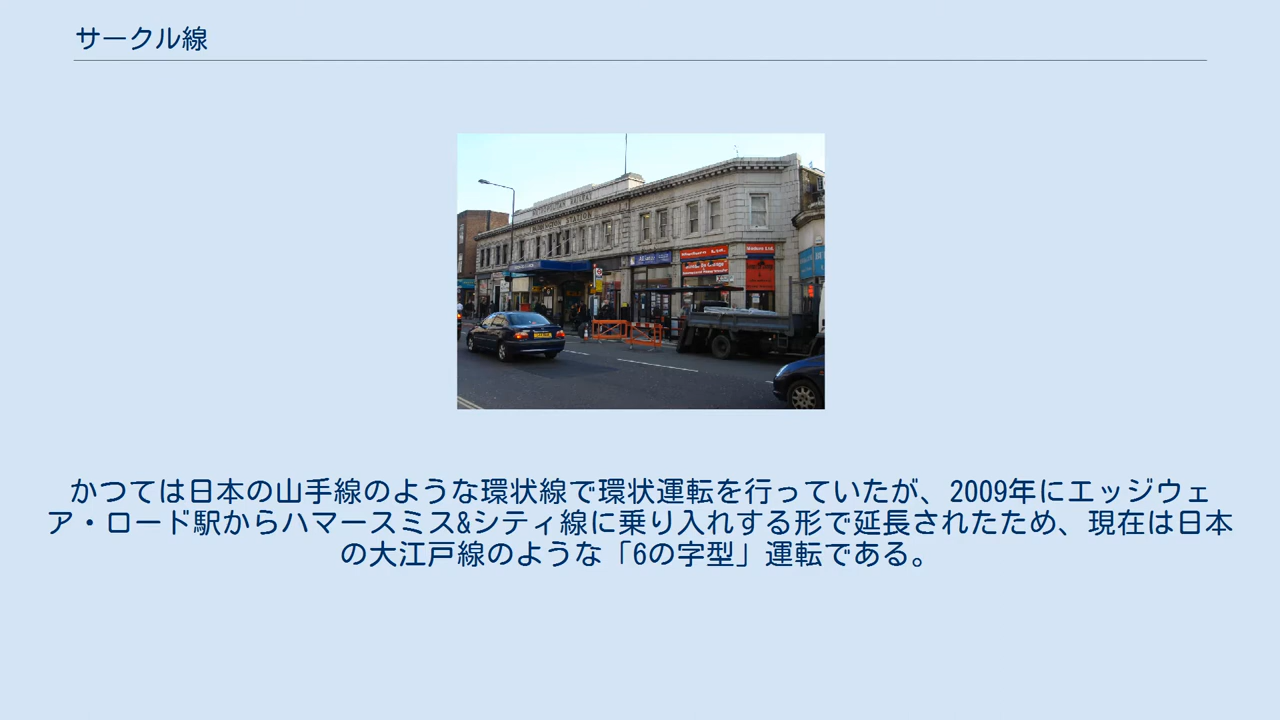 サークル線
METROPOLITAN RAILWAY
かつては日本の山手線のような環状線で環状運転を行っていたが、2009年にエッジウェ
ア・ロード駅からハマースミス&シティ線に乗り入れする形で延長されたため、現在は日本
の大江戸線のような「6の字型」運転である。